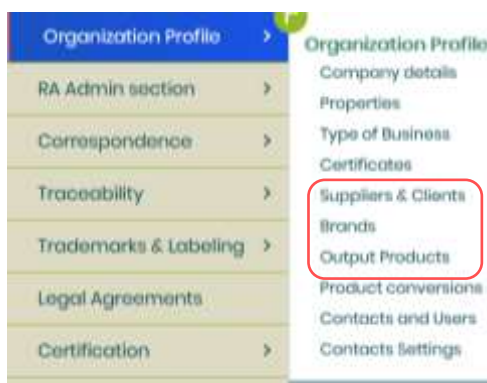 Organization Profile
RA Admin section
Correspondence
Traceability
Trademarks & Labeling
Legal Agreements
Certification
Organization Profile
Company details
Properties
Type of Business
Certificates
Suppliers & Clients
Brands
Output Products
Product conversions
Contacts and Users
Contacts Settings